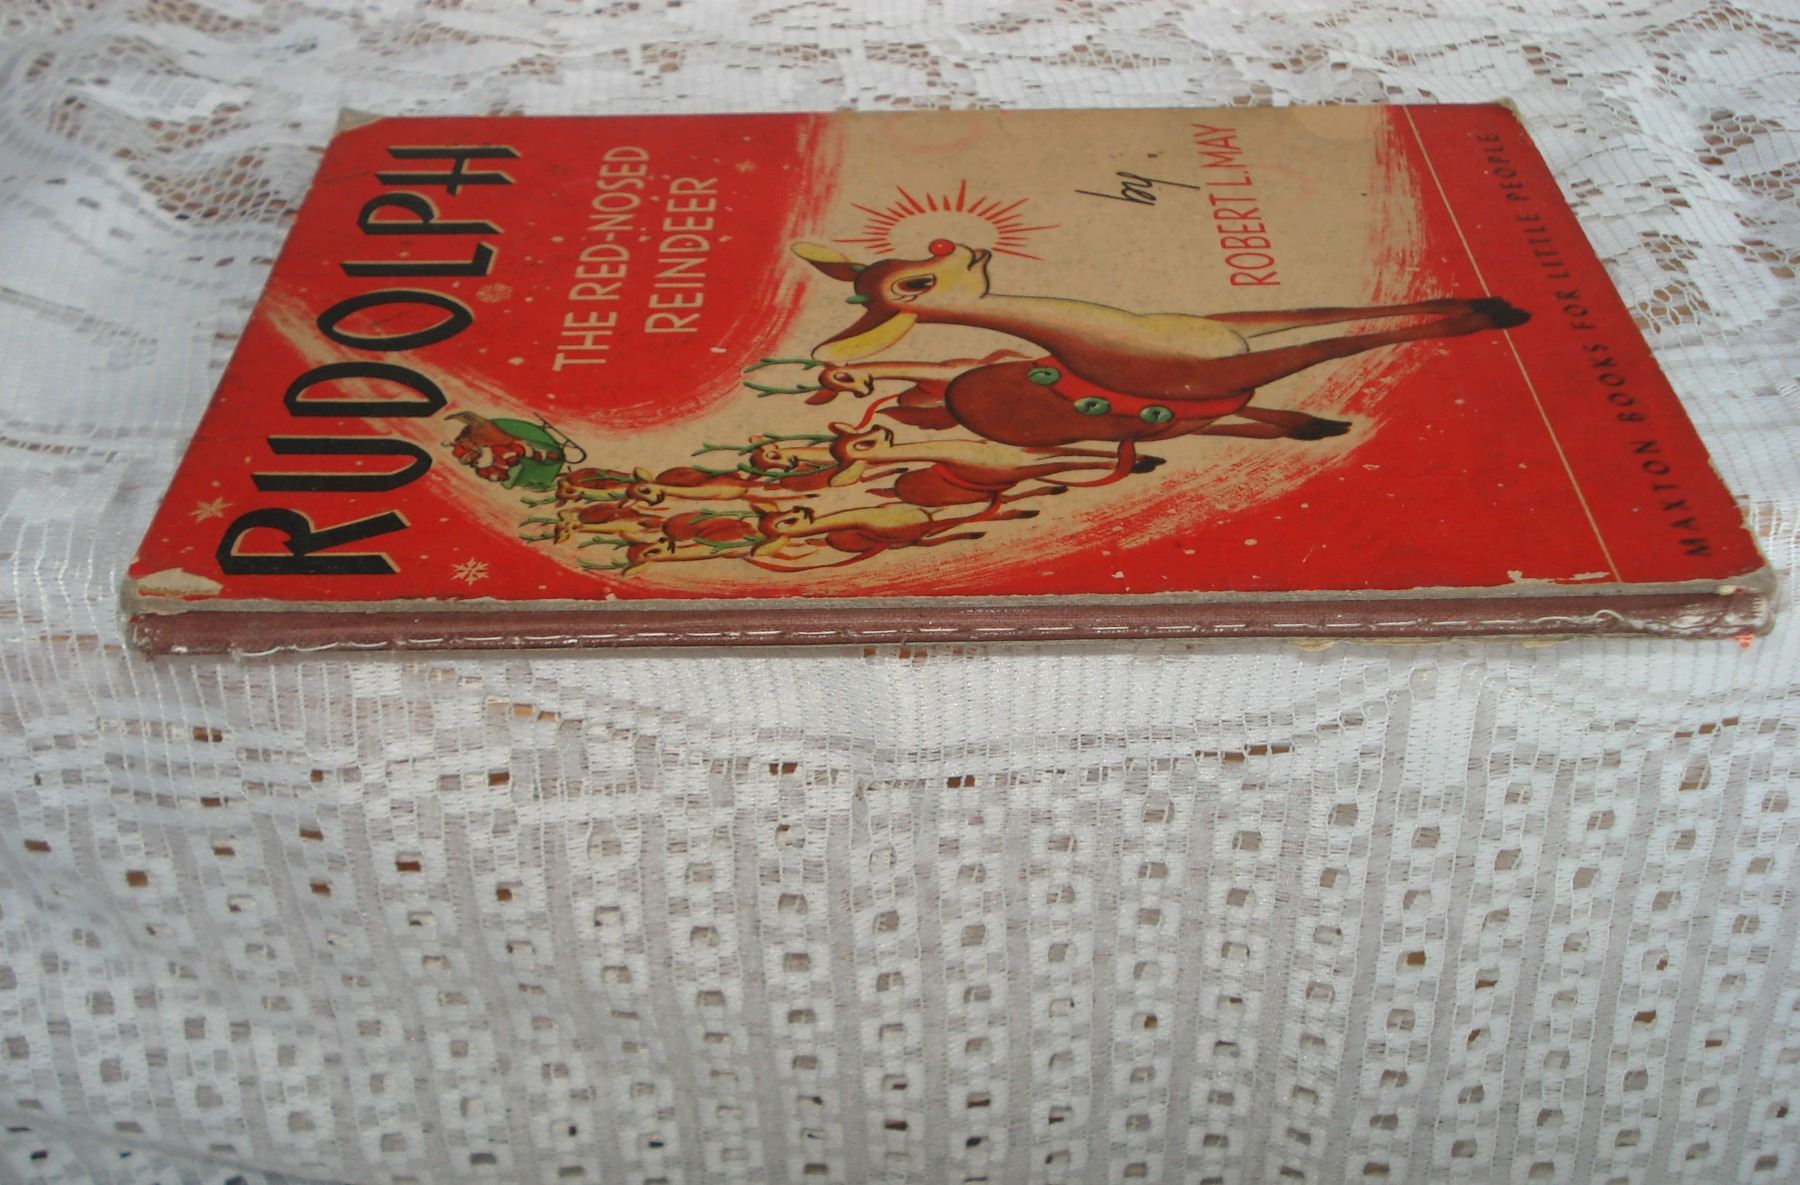 RUDOLPH
THE RED-NOSED
REINDEER
by
ROBERT L. MAY
MAXTON BOOKS FOR LITTLE PEOPLE